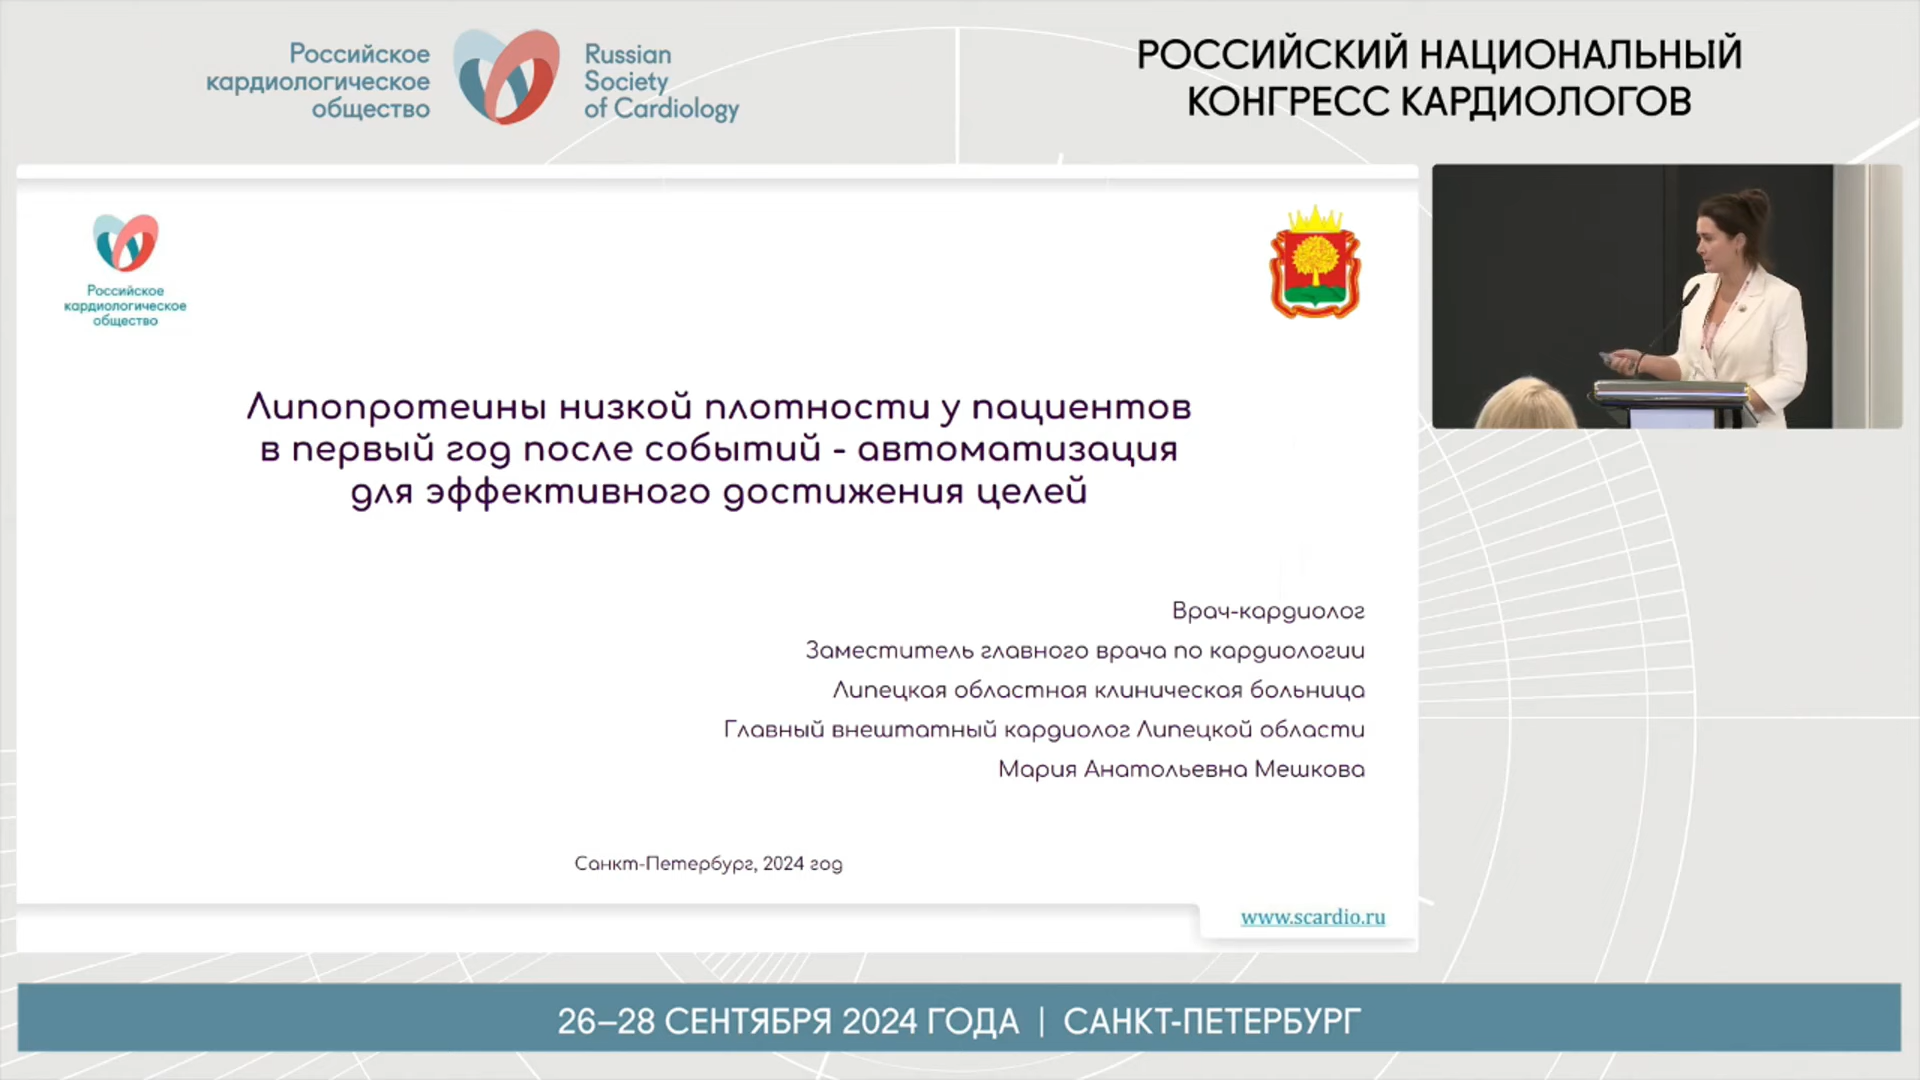 Российское
кардиологическое
общество
Russian
Society
of Cardiology
РОССИЙСКИЙ НАЦИОНАЛЬНЫЙ
КОНГРЕСС КАРДИОЛОГОВ
Российское
кардиологическое
общество
Липопротеины низкой плотности у пациентов
в первый год после событий - автоматизация
для эффективного достижения целей
Врач-кардиолог
Заместитель главного врача по кардиологии
Липецкая областная клиническая больница
Главный внештатный кардиолог Липецкой области
Мария Анатольевна Мешкова
Санкт-Петербург, 2024 год
www.scardio.ru
26–28 СЕНТЯБРЯ 2024 ГОДА | САНКТ-ПЕТЕРБУРГ